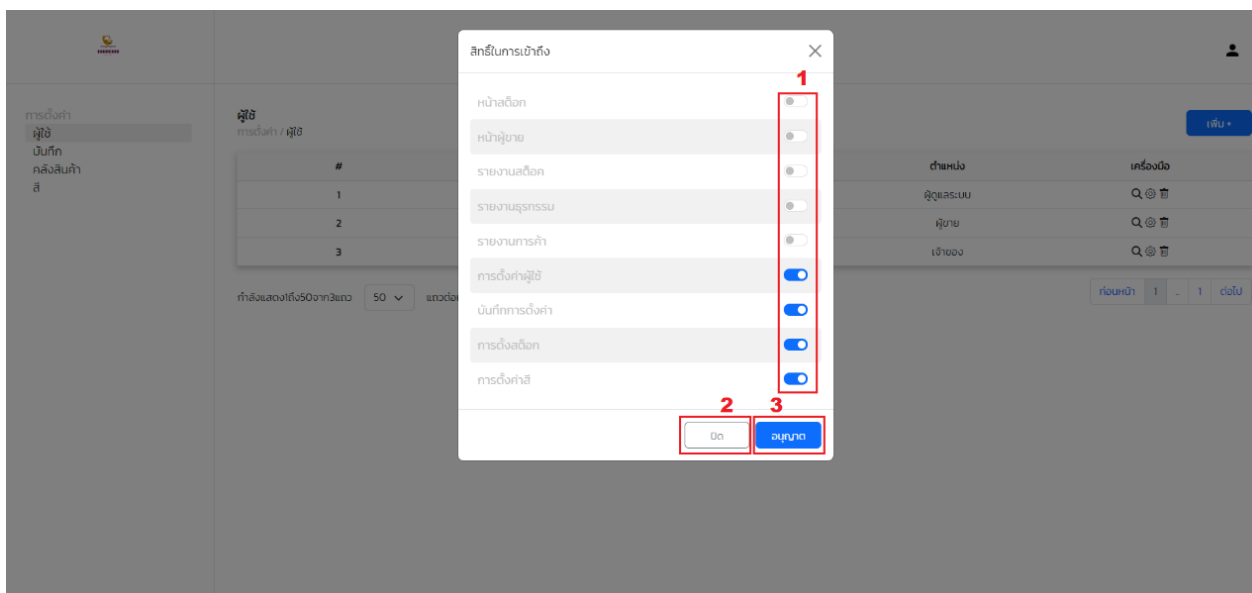 สิทธิ์ในการเข้าถึง
1
หน้าสต็อก
หน้าผู้ขาย
รายงานสต็อค
รายงานธุรกรรม
รายงานการค้า
การตั้งค่าผู้ใช้
บันทึกการตั้งค่า
การตั้งสต็อก
การตั้งค่าสี
2 3
ปิด อนุญาต
การตั้งค่า
ผู้ใช้
บันทึก
คลังสินค้า
สี
ผู้ใช้
การตั้งค่า / ผู้ใช้
เพิ่ม +
# ตำแหน่ง เครื่องมือ
1 ผู้ดูแลระบบ
2 ผู้ขาย
3 เจ้าของ
กำลังแสดง1ถึง50จาก3แถว 50
ก่อนหน้า 1 .. 1 ต่อไป